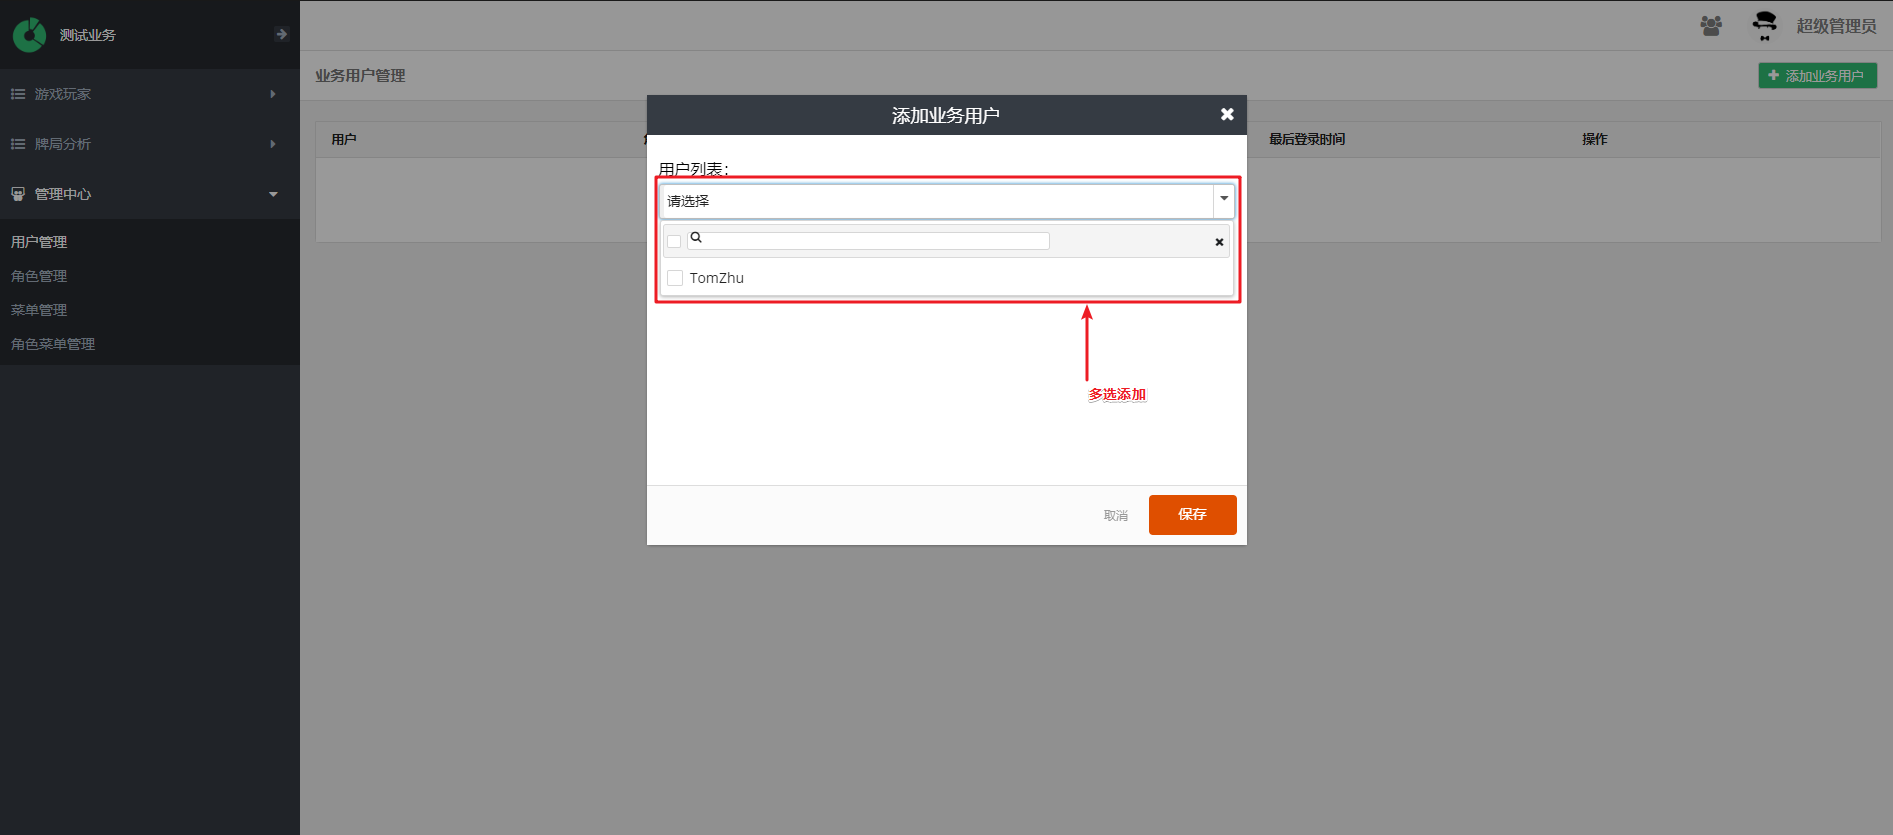 测试业务
超级管理员
游戏玩家
牌局分析
管理中心
用户管理
角色管理
菜单管理
角色菜单管理
业务用户管理
添加业务用户
用户
最后登录时间
操作
添加业务用户
用户列表：
请选择
TomZhu
多选添加
取消
保存